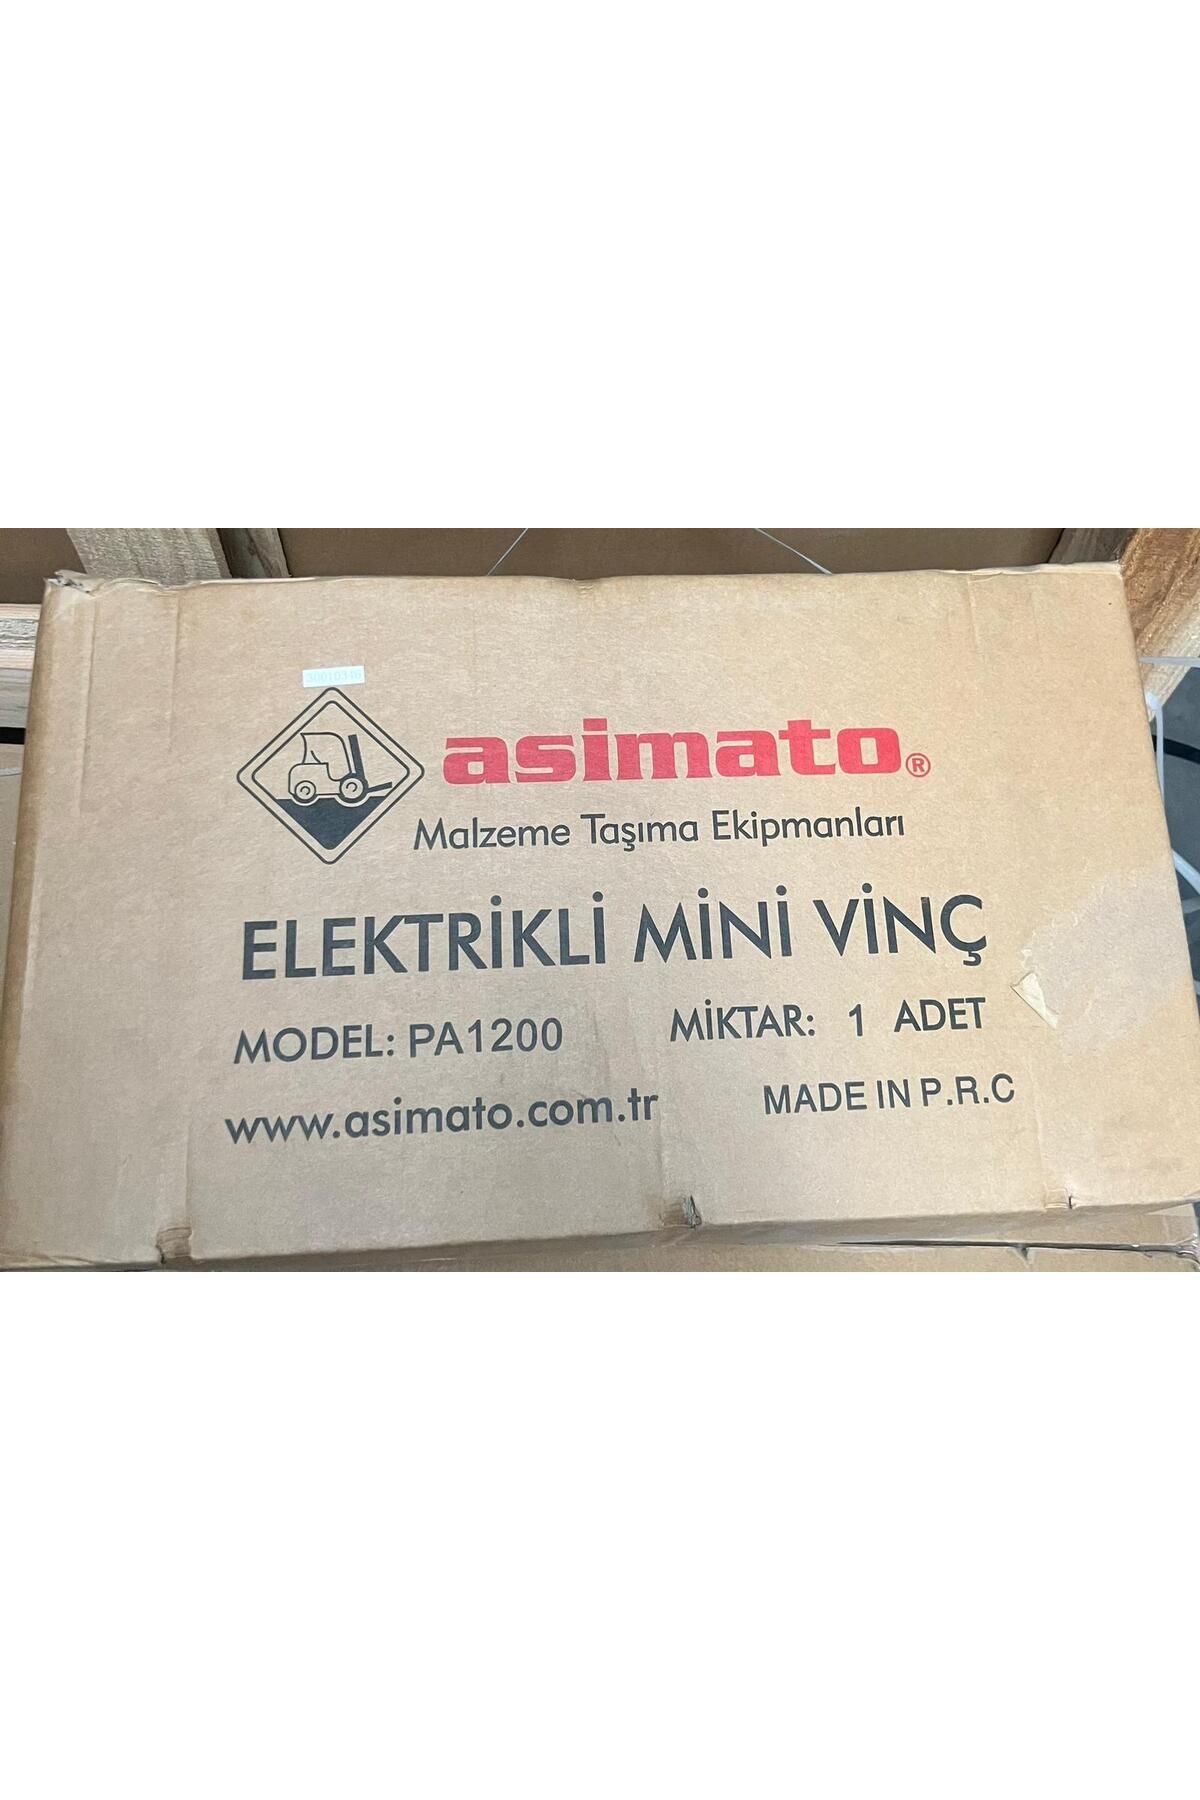 30010346
asimato®
Malzeme Taşıma Ekipmanları
ELEKTRİKLİ MİNİ VİNÇ
MODEL: PA1200 MİKTAR: 1 ADET
www.asimato.com.tr MADE IN P.R.C